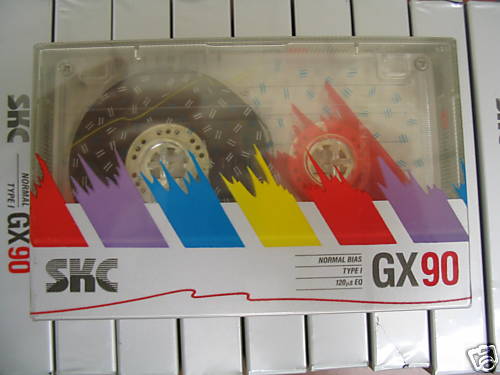 SKC
NORMAL
TYPE I
GX90
SKC
NORMAL BIAS
TYPE I
120μs EQ
GX90